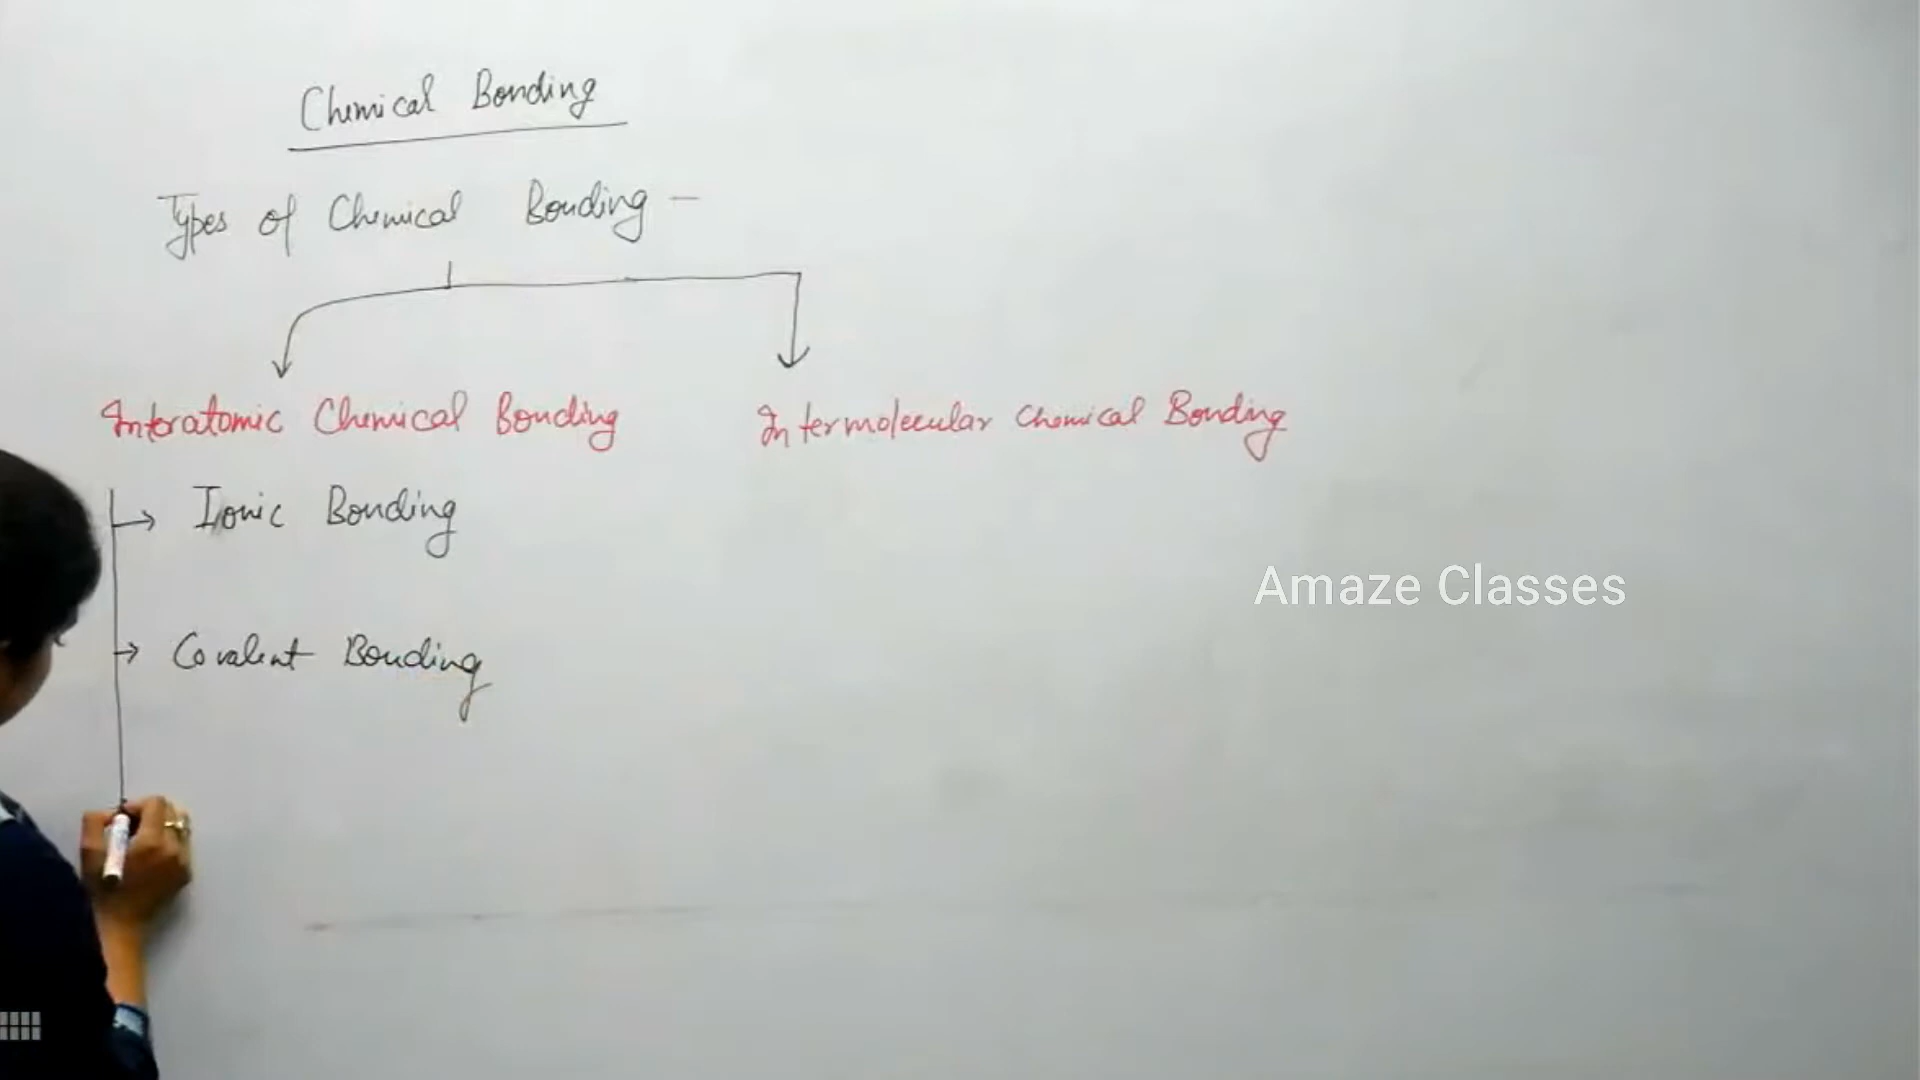 Chemical Bonding
Types of Chemical Bonding -
Interatomic Chemical Bonding
Intermolecular Chemical Bonding
Ionic Bonding
Amaze Classes
Covalent Bonding